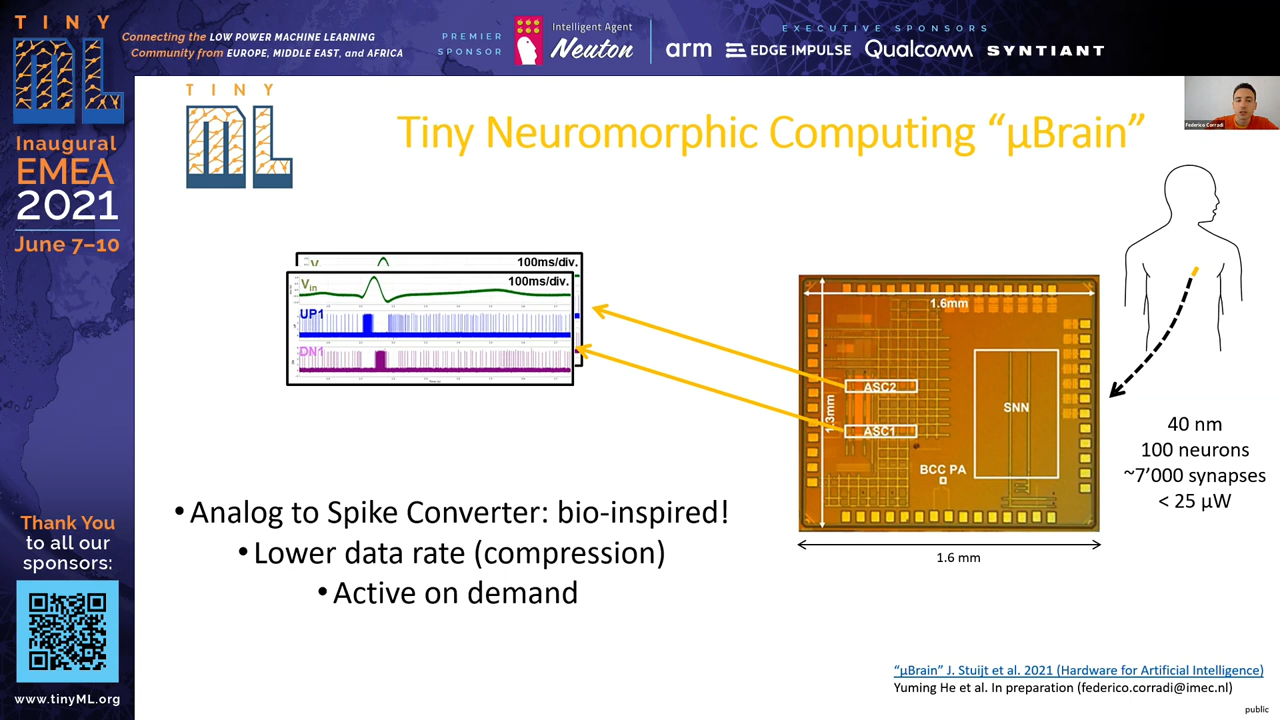 TINY
ML
Connecting the LOW POWER MACHINE LEARNING
Community from EUROPE, MIDDLE EAST, and AFRICA
PREMIER
SPONSOR
Intelligent Agent
Neuton
EXECUTIVE SPONSORS
arm
EDGE IMPULSE
Qualcomm
SYNTIANT
Inaugural
EMEA
2021
June 7–10
Thank You
to all our
sponsors:
www.tinyML.org
TINY
ML
Tiny Neuromorphic Computing “µBrain”
Federico Corradi
100ms/div.
Vin
100ms/div.
UP1
DN1
1.6mm
1.3mm
ASC2
ASC1
SNN
BCC PA
1.6 mm
40 nm
100 neurons
~7’000 synapses
< 25 µW
• Analog to Spike Converter: bio-inspired!
• Lower data rate (compression)
• Active on demand
“µBrain” J. Stuijt et al. 2021 (Hardware for Artificial Intelligence)
Yuming He et al. In preparation (federico.corradi@imec.nl)
public